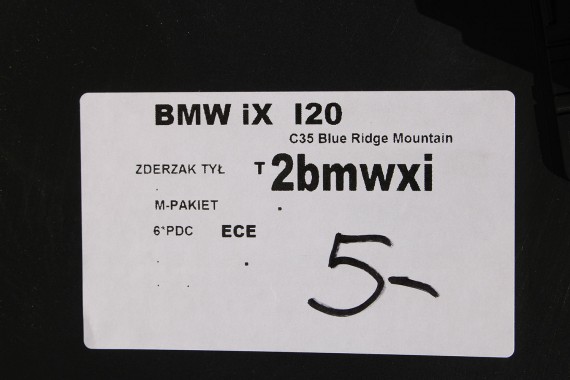 BMW iX I20
C35 Blue Ridge Mountain
ZDERZAK TYŁ T 2bmwxi
M-PAKIET
6*PDC ECE
5-